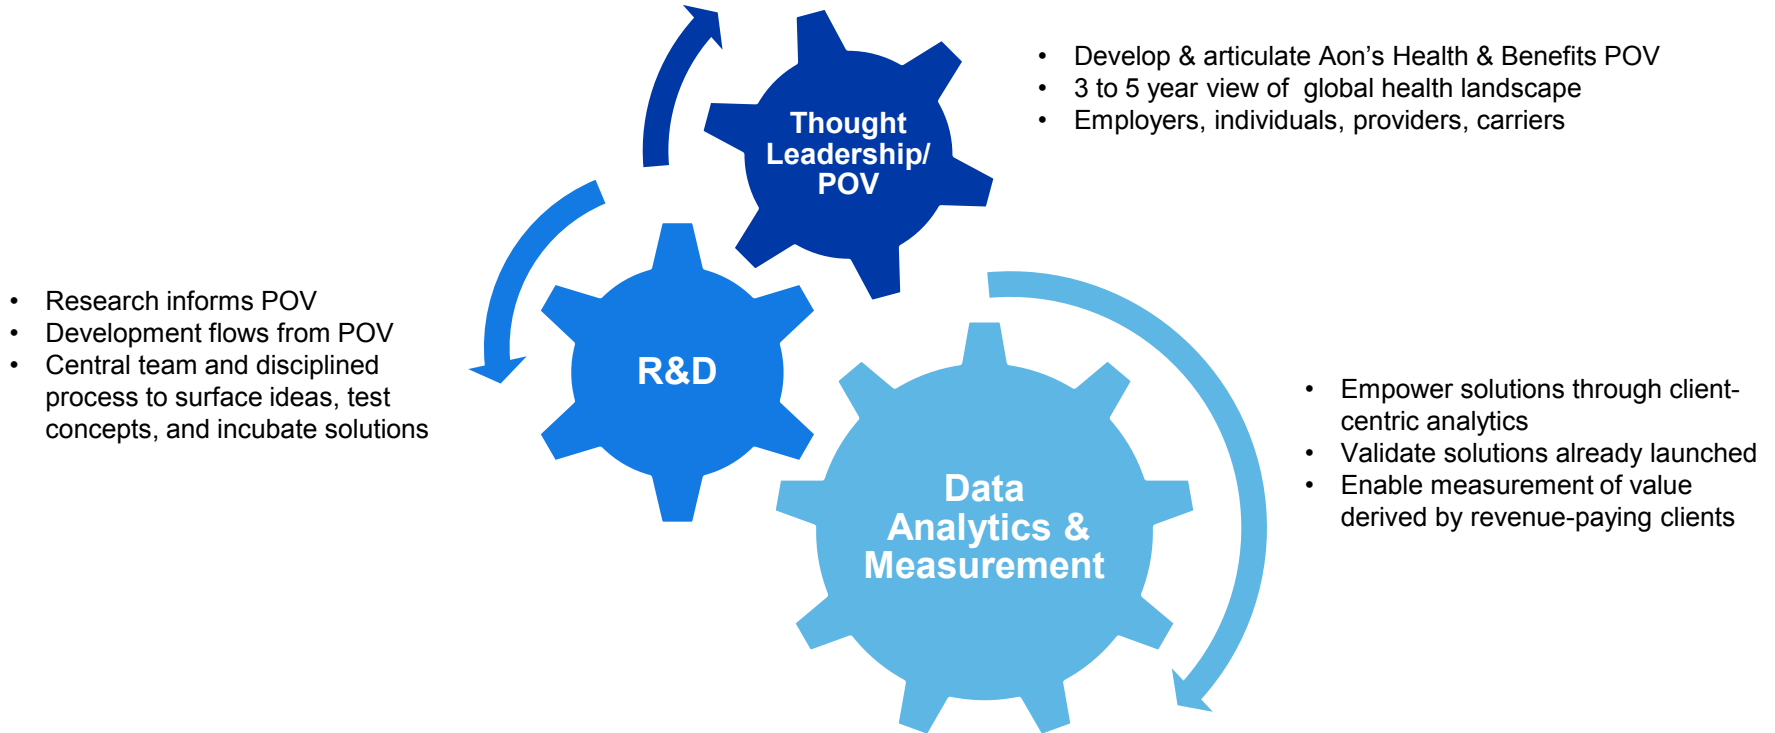 • Develop & articulate Aon’s Health & Benefits POV
• 3 to 5 year view of  global health landscape
• Employers, individuals, providers, carriers
Thought
Leadership/
POV
• Research informs POV
• Development flows from POV
• Central team and disciplined
process to surface ideas, test
concepts, and incubate solutions
R&D
Data
Analytics &
Measurement
• Empower solutions through client-
centric analytics
• Validate solutions already launched
• Enable measurement of value
derived by revenue-paying clients